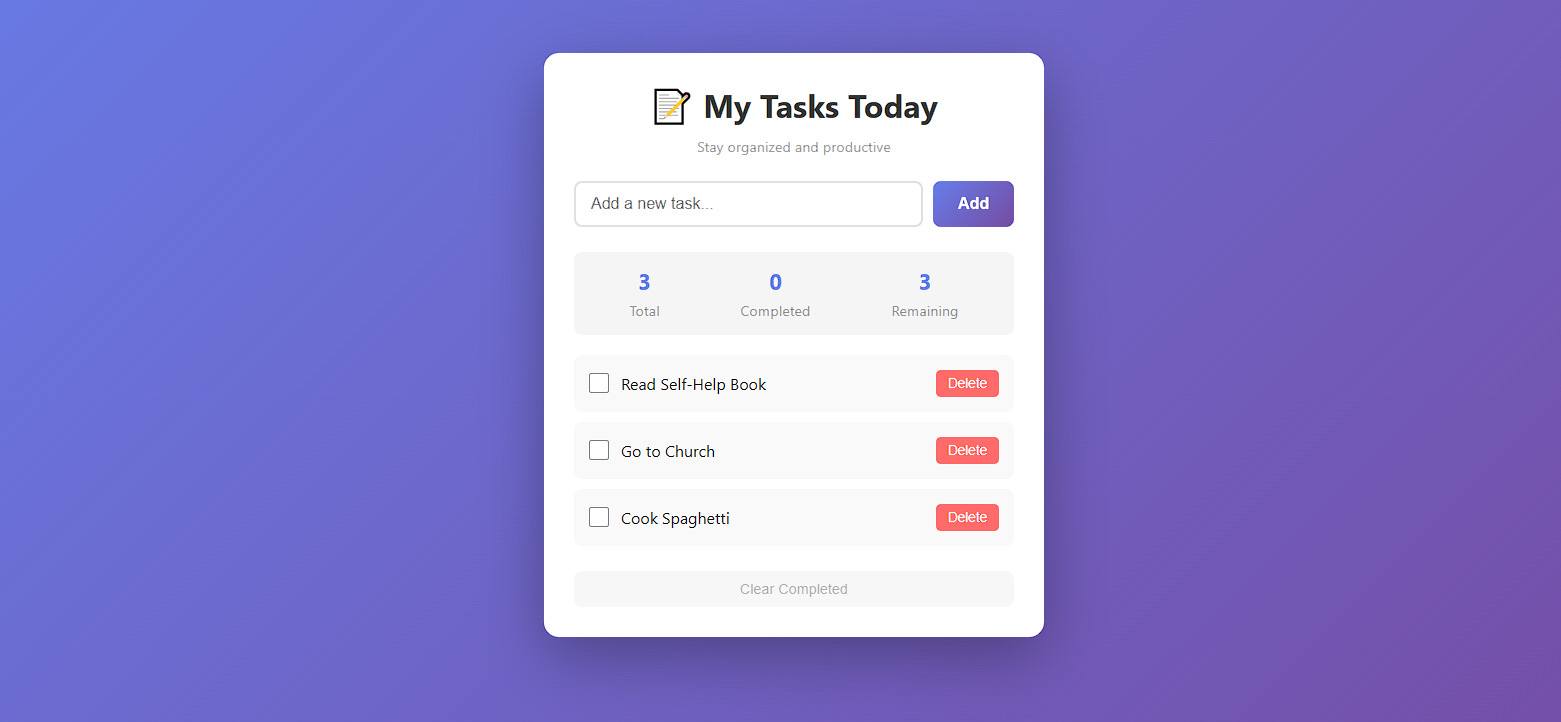 My Tasks Today
Stay organized and productive
Add a new task... Add
3 0 3
Total Completed Remaining
Read Self-Help Book Delete
Go to Church Delete
Cook Spaghetti Delete
Clear Completed